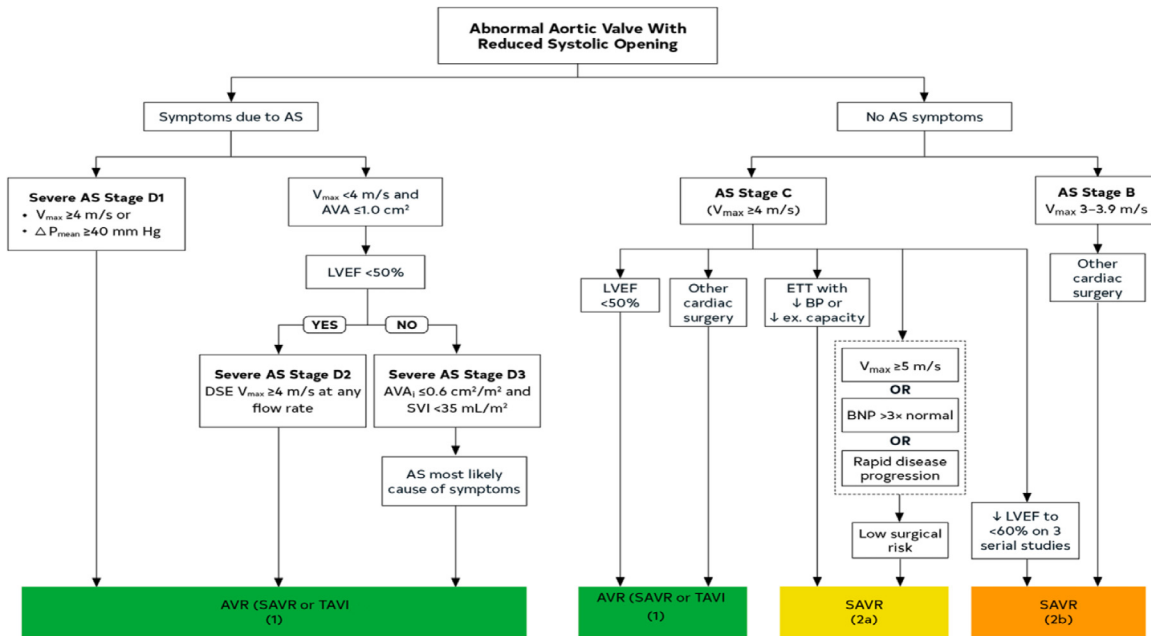 Abnormal Aortic Valve With
Reduced Systolic Opening
Symptoms due to AS
No AS symptoms
Severe AS Stage D1
• Vmax ≥4 m/s or
• △ Pmean ≥40 mm Hg
Vmax <4 m/s and
AVA ≤1.0 cm²
AS Stage C
(Vmax ≥4 m/s)
AS Stage B
Vmax 3–3.9 m/s
LVEF <50%
YES
NO
Severe AS Stage D2
DSE Vmax ≥4 m/s at any
flow rate
Severe AS Stage D3
AVAi ≤0.6 cm²/m² and
SVI <35 mL/m²
AS most likely
cause of symptoms
LVEF
<50%
Other
cardiac
surgery
ETT with
↓ BP or
↓ ex. capacity
Vmax ≥5 m/s
OR
BNP >3× normal
OR
Rapid disease
progression
Low surgical
risk
↓ LVEF to
<60% on 3
serial studies
Other
cardiac
surgery
AVR (SAVR or TAVI
(1)
AVR (SAVR or TAVI
(1)
SAVR
(2a)
SAVR
(2b)